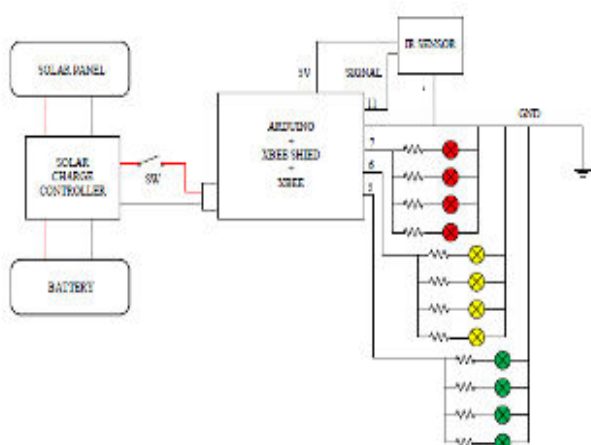 SOLAR PANEL
SOLAR
CHARGE
CONTROLLER
SW
BATTERY
5V
SIGNAL
IR SENSOR
11
GND
ARDUINO
+
XBEE SHIED
+
XBEE
7
6
5